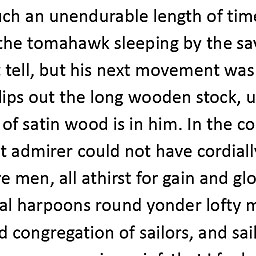 ch an unendurable length of time
the tomahawk sleeping by the sav
tell, but his next movement was
lips out the long wooden stock, u
of satin wood is in him. In the co
t admirer could not have cordially
e men, all athirst for gain and glo
al harpoons round yonder lofty m
d congregation of sailors, and sail